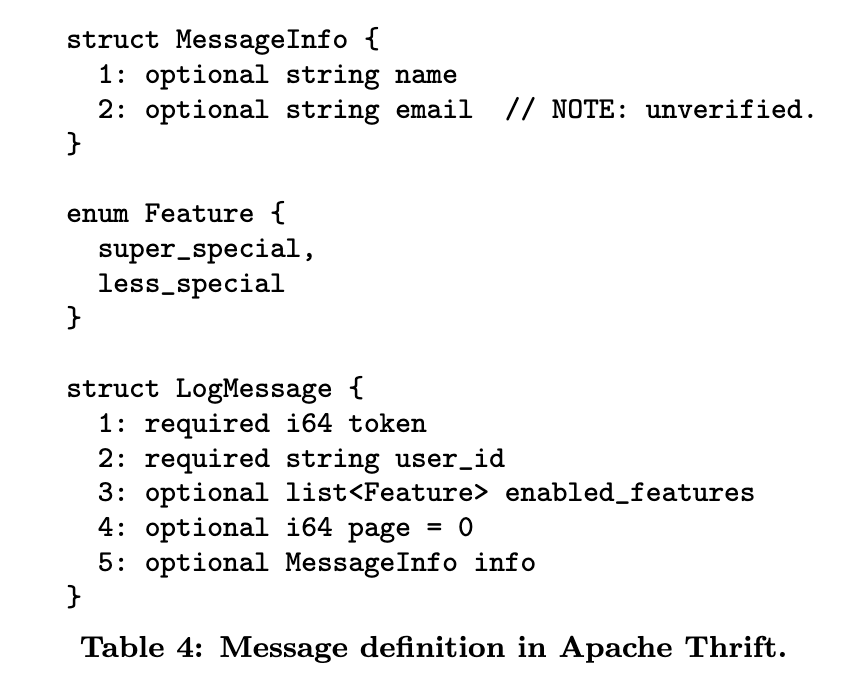 struct MessageInfo {
  1: optional string name
  2: optional string email  // NOTE: unverified.
}

enum Feature {
  super_special,
  less_special
}

struct LogMessage {
  1: required i64 token
  2: required string user_id
  3: optional list<Feature> enabled_features
  4: optional i64 page = 0
  5: optional MessageInfo info
}
Table 4: Message definition in Apache Thrift.